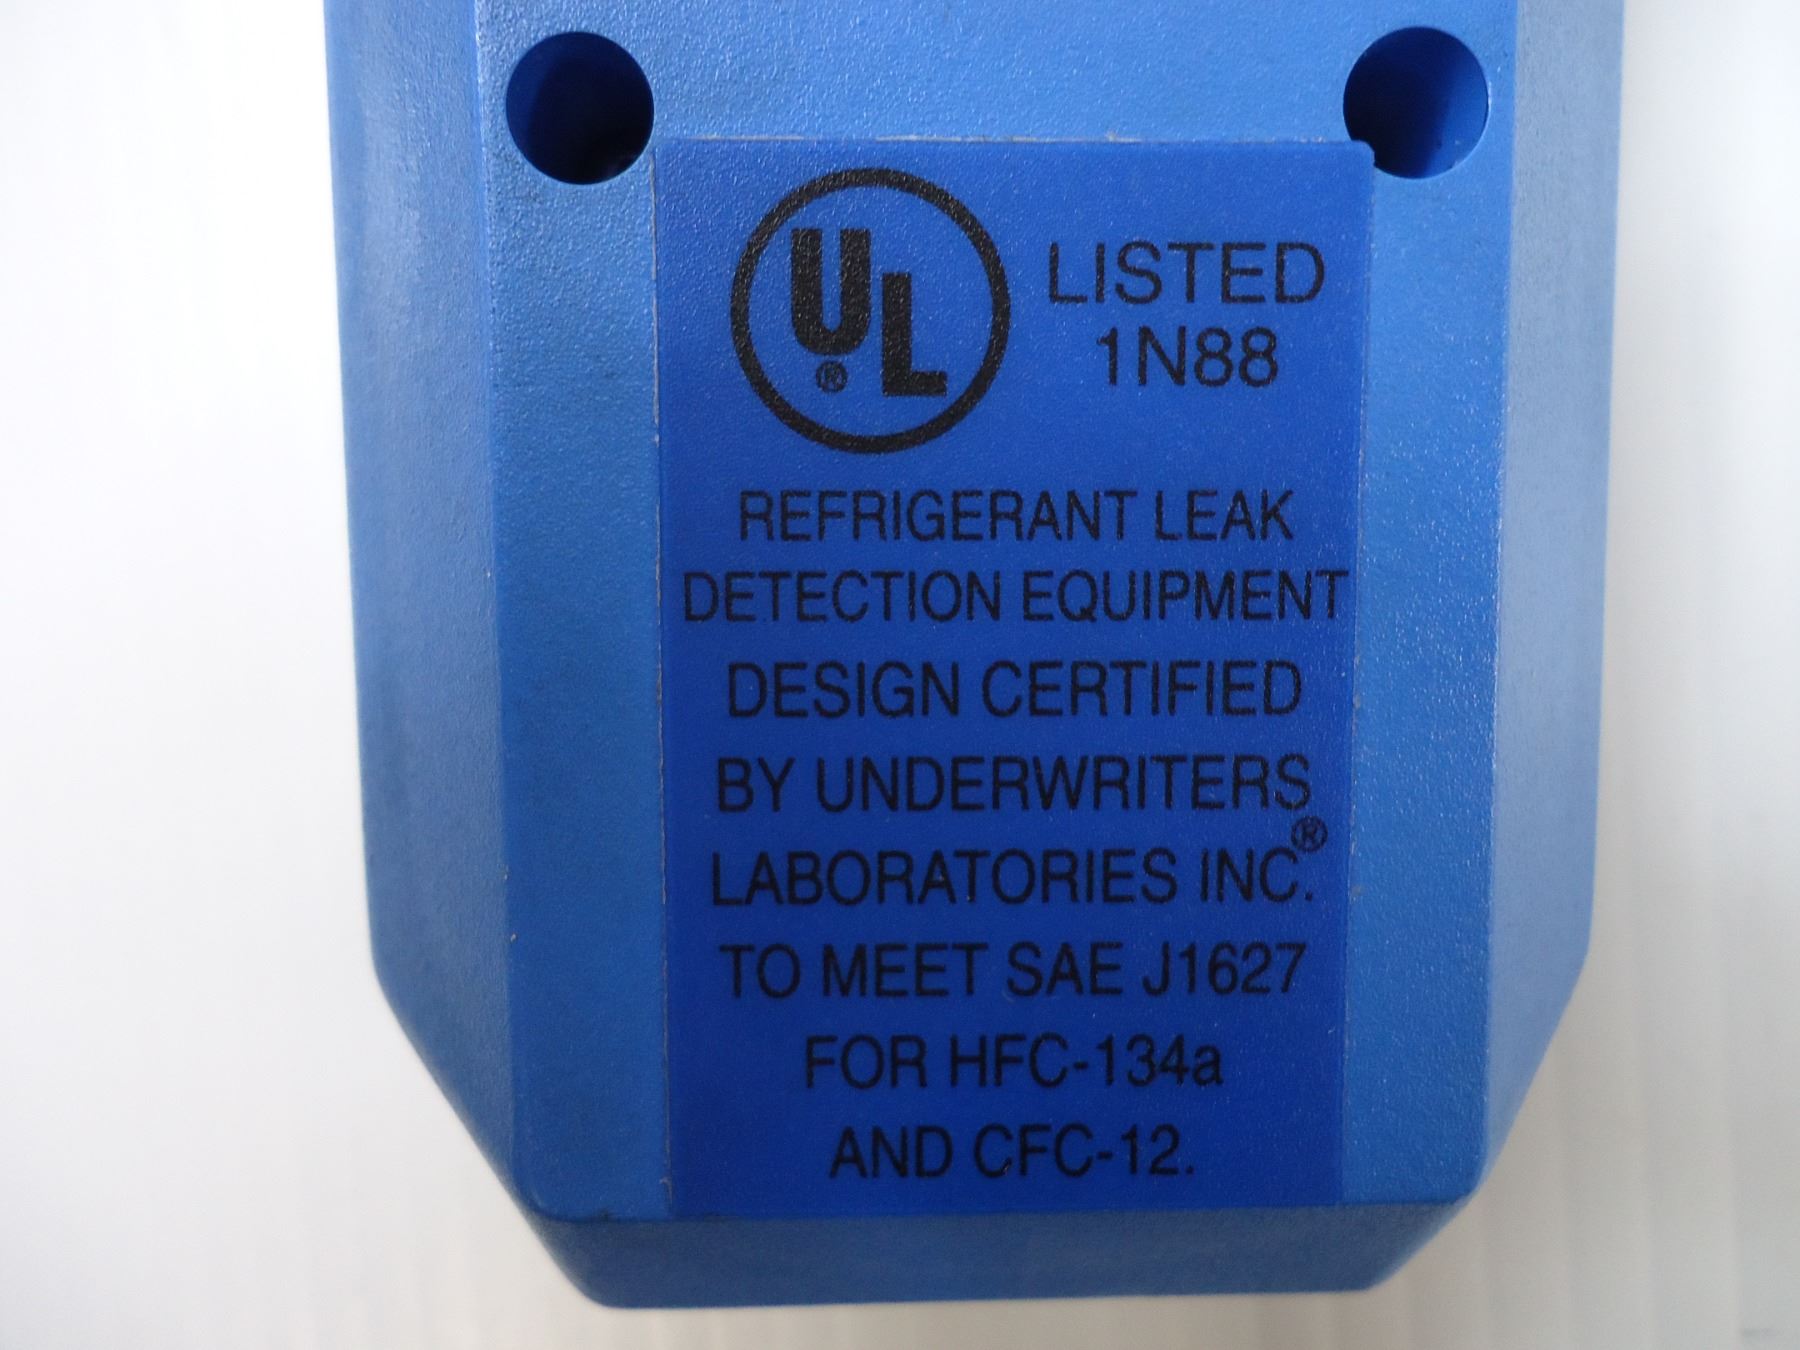 UL® LISTED
1N88
REFRIGERANT LEAK
DETECTION EQUIPMENT
DESIGN CERTIFIED
BY UNDERWRITERS
LABORATORIES INC.®
TO MEET SAE J1627
FOR HFC-134a
AND CFC-12.